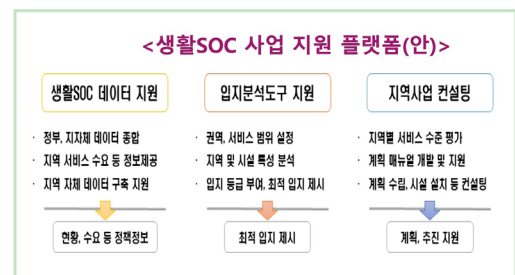 <생활SOC 사업 지원 플랫폼(안)>
생활SOC 데이터 지원
· 정부, 지자체 데이터 종합
· 지역 서비스 수요 등 정보제공
· 지역 자체 데이터 구축 지원
현황, 수요 등 정책정보
입지분석도구 지원
· 권역, 서비스 범위 설정
· 지역 및 시설 특성 분석
· 입지 등급 부여, 최적 입지 제시
최적 입지 제시
지역사업 컨설팅
· 지역별 서비스 수준 평가
· 계획 매뉴얼 개발 및 지원
· 계획 수립, 시설 설치 등 컨설팅
계획, 추진 지원